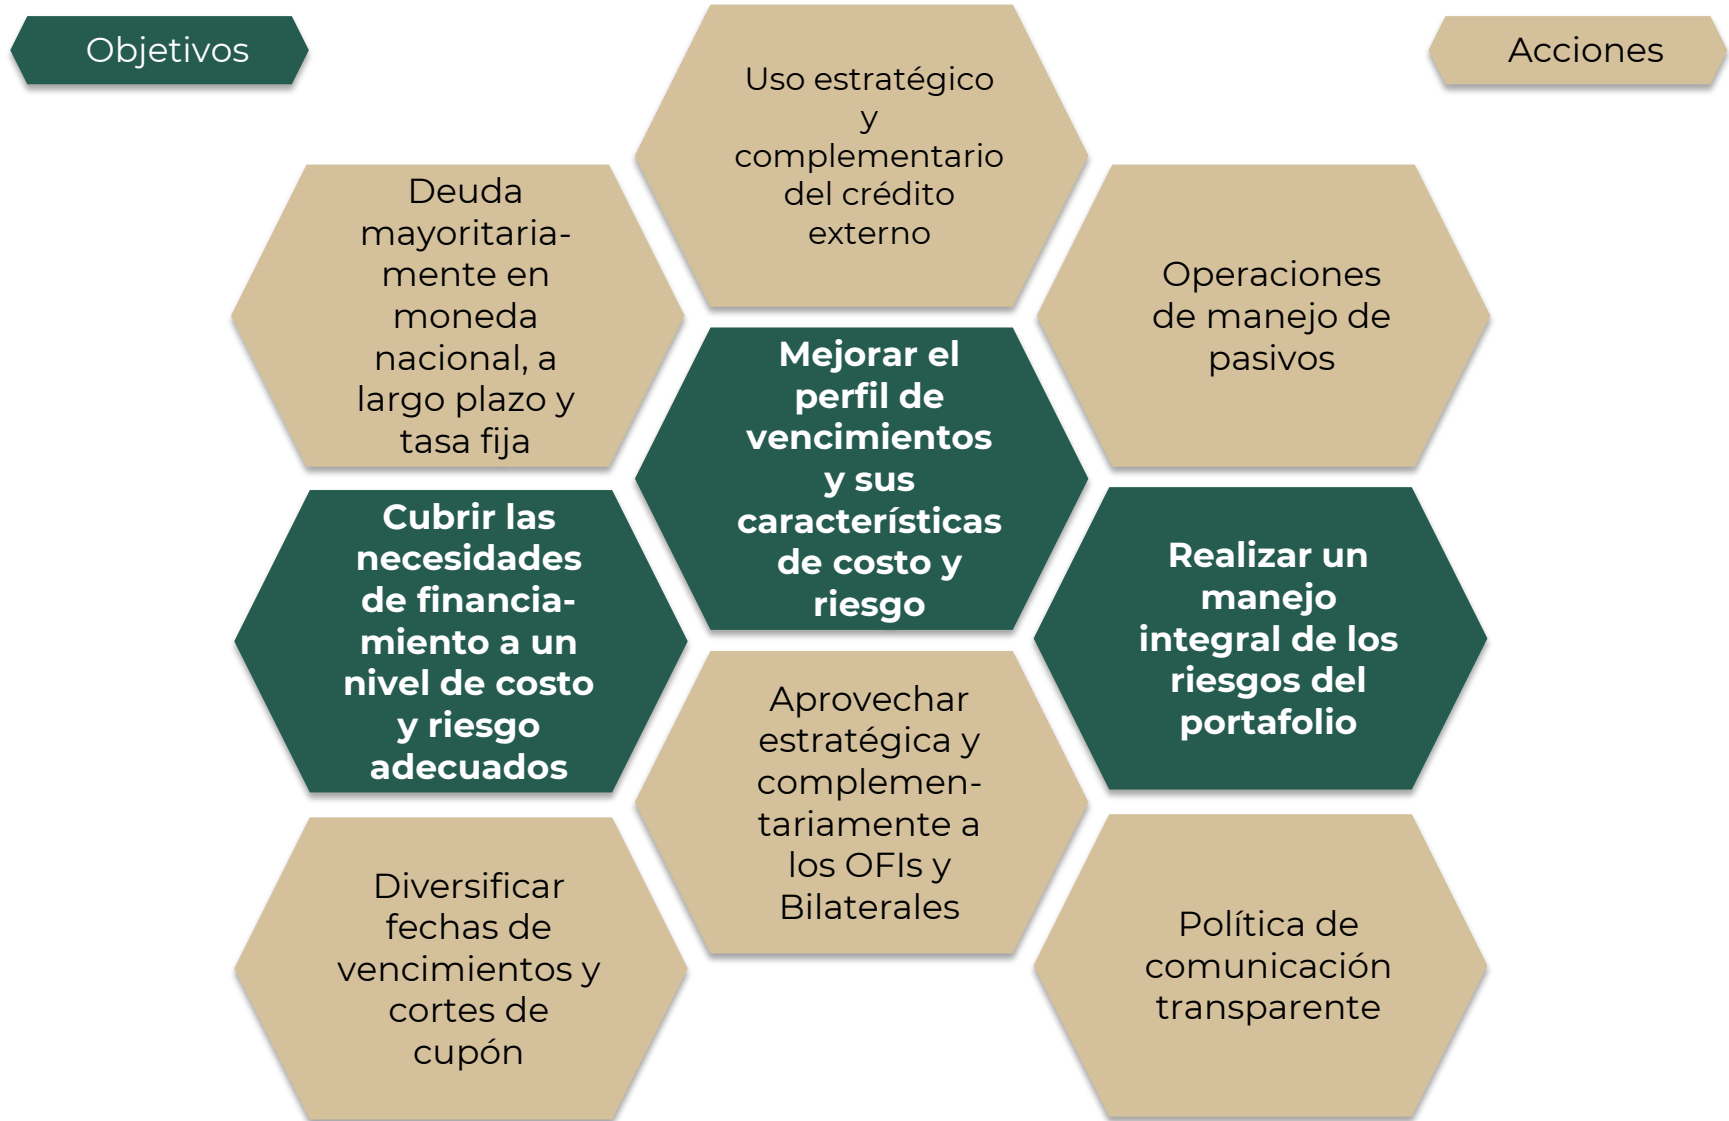 Objetivos
Acciones
Uso estratégico
y
complementario
del crédito
externo
Deuda
mayoritaria-
mente en
moneda
nacional, a
largo plazo y
tasa fija
Operaciones
de manejo de
pasivos
Mejorar el
perfil de
vencimientos
y sus
características
de costo y
riesgo
Cubrir las
necesidades
de financia-
miento a un
nivel de costo
y riesgo
adecuados
Realizar un
manejo
integral de los
riesgos del
portafolio
Aprovechar
estratégica y
complemen-
tariamente a
los OFIs y
Bilaterales
Diversificar
fechas de
vencimientos y
cortes de
cupón
Política de
comunicación
transparente